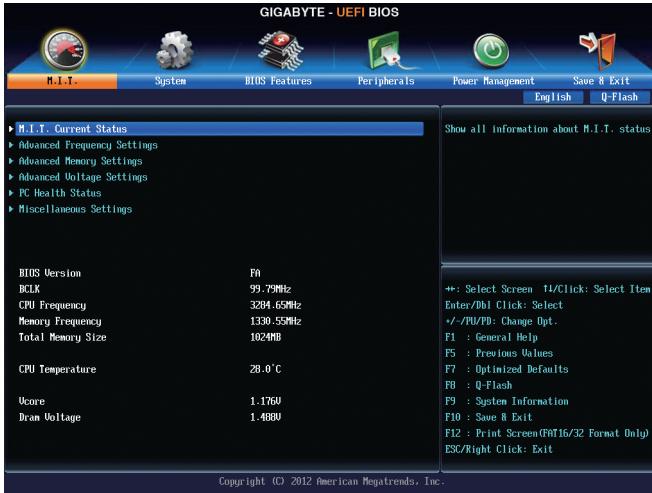 GIGABYTE - UEFI BIOS
M.I.T. System BIOS Features Peripherals Power Management Save & Exit
English Q-Flash
M.I.T. Current Status
Advanced Frequency Settings
Advanced Memory Settings
Advanced Voltage Settings
PC Health Status
Miscellaneous Settings
Show all information about M.I.T. status
BIOS Version FA
BCLK 99.79MHz
CPU Frequency 3284.65MHz
Memory Frequency 1330.55MHz
Total Memory Size 1024MB
CPU Temperature 28.0°C
Vcore 1.176V
Dram Voltage 1.488V
→←: Select Screen ↑↓/Click: Select Item
Enter/Dbl Click: Select
+/-/PU/PD: Change Opt.
F1 : General Help
F5 : Previous Values
F7 : Optimized Defaults
F8 : Q-Flash
F9 : System Information
F10 : Save & Exit
F12 : Print Screen(FAT16/32 Format Only)
ESC/Right Click: Exit
Copyright (C) 2012 American Megatrends, Inc.